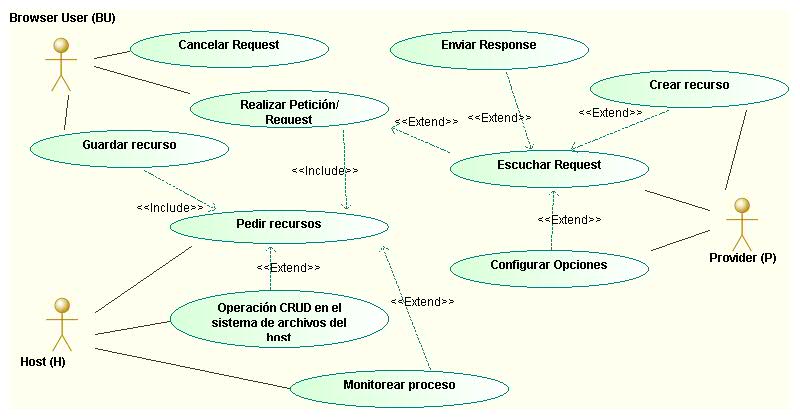 Browser User (BU)
Cancelar Request
Enviar Response
Crear recurso
Realizar Petición/
Request
<<Extend>>
<<Extend>>
<<Extend>>
Guardar recurso
Escuchar Request
<<Include>>
<<Include>>
Pedir recursos
<<Extend>>
Provider (P)
<<Extend>>
Configurar Opciones
<<Extend>>
Operación CRUD en el
sistema de archivos del
host
Host (H)
Monitorear proceso